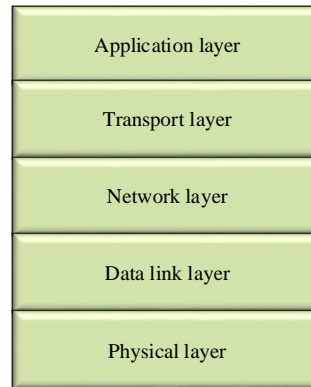 Application layer
Transport layer
Network layer
Data link layer
Physical layer